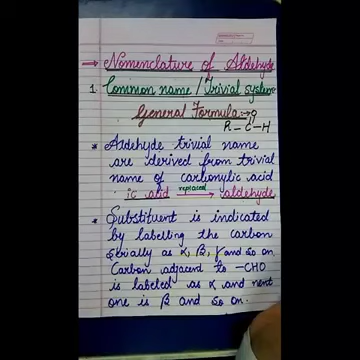 → Nomenclature of Aldehyde
1. Common name / Trivial system
General Formula :→ O
R – C – H
* Aldehyde trivial name
are derived from trivial
name of carboxylic acid
ic acid replaced → aldehyde
* Substituent is indicated
by labelling the carbon
serially as α, β, γ and so on.
Carbon adjacent to –CHO
is labeled as α and next
one is β and so on.